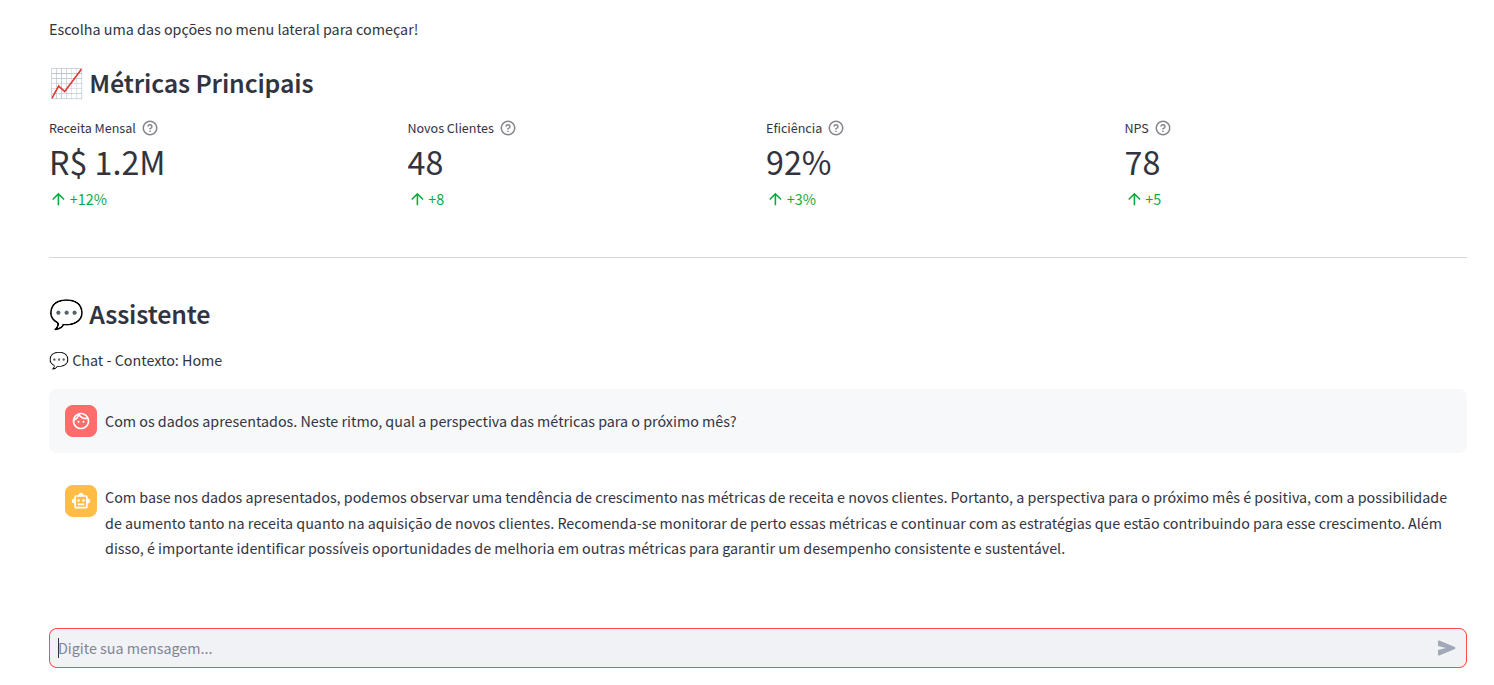 Escolha uma das opções no menu lateral para começar!
Métricas Principais
Receita Mensal
Novos Clientes
Eficiência
NPS
R$ 1.2M
48
92%
78
+12%
+8
+3%
+5
Assistente
Chat - Contexto: Home
Com os dados apresentados. Neste ritmo, qual a perspectiva das métricas para o próximo mês?
Com base nos dados apresentados, podemos observar uma tendência de crescimento nas métricas de receita e novos clientes. Portanto, a perspectiva para o próximo mês é positiva, com a possibilidade
de aumento tanto na receita quanto na aquisição de novos clientes. Recomenda-se monitorar de perto essas métricas e continuar com as estratégias que estão contribuindo para esse crescimento. Além
disso, é importante identificar possíveis oportunidades de melhoria em outras métricas para garantir um desempenho consistente e sustentável.
Digite sua mensagem...